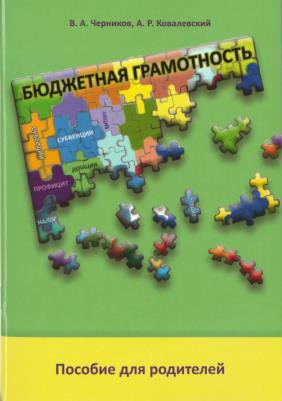 В. А. Черников, А. Р. Ковалевский
БЮДЖЕТНАЯ ГРАМОТНОСТЬ
СУБВЕНЦИИ
ДОТАЦИИ
ПРОФИЦИТ
НАЛОГ
Пособие для родителей